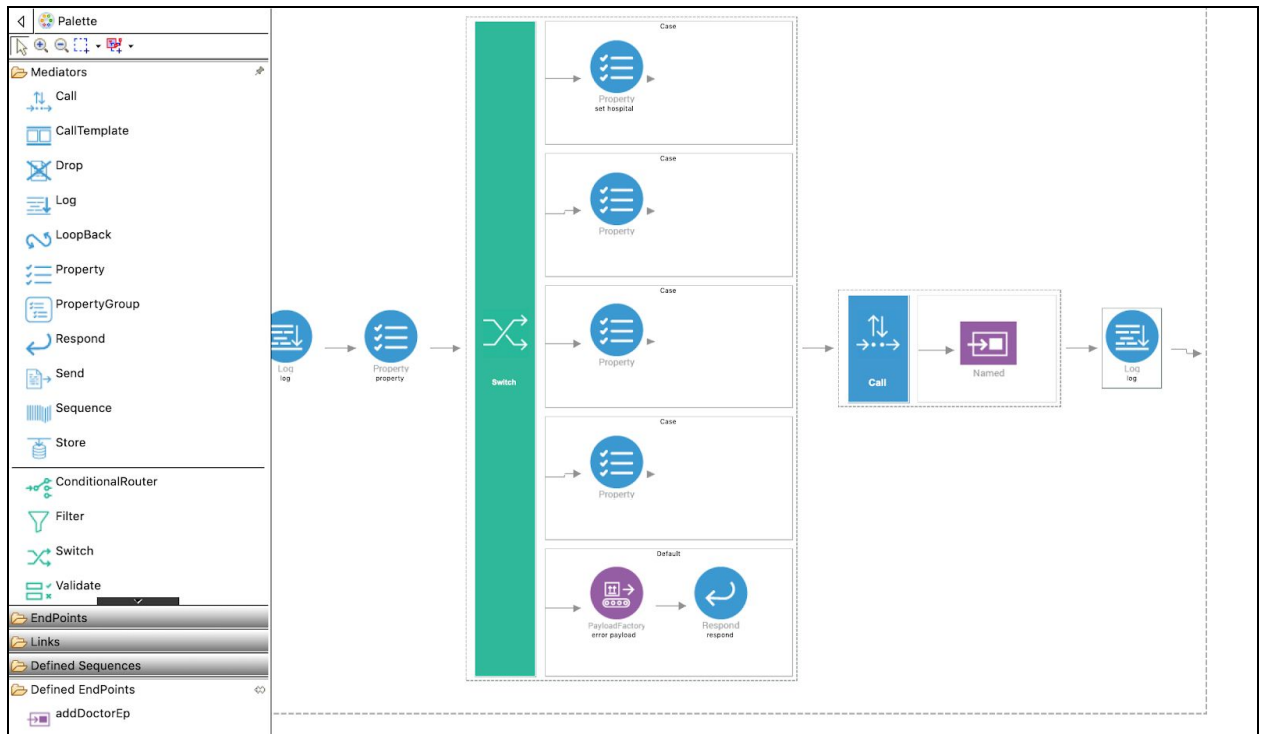 Palette
Mediators
Call
CallTemplate
Drop
Log
LoopBack
Property
PropertyGroup
Respond
Send
Sequence
Store
ConditionalRouter
Filter
Switch
Validate
EndPoints
Links
Defined Sequences
Defined EndPoints
addDoctorEp
Log
log
Property
property
Switch
Case
Property
set hospital
Case
Property
Case
Property
Case
Property
Default
PayloadFactory
error payload
Respond
respond
Call
Named
Log
log